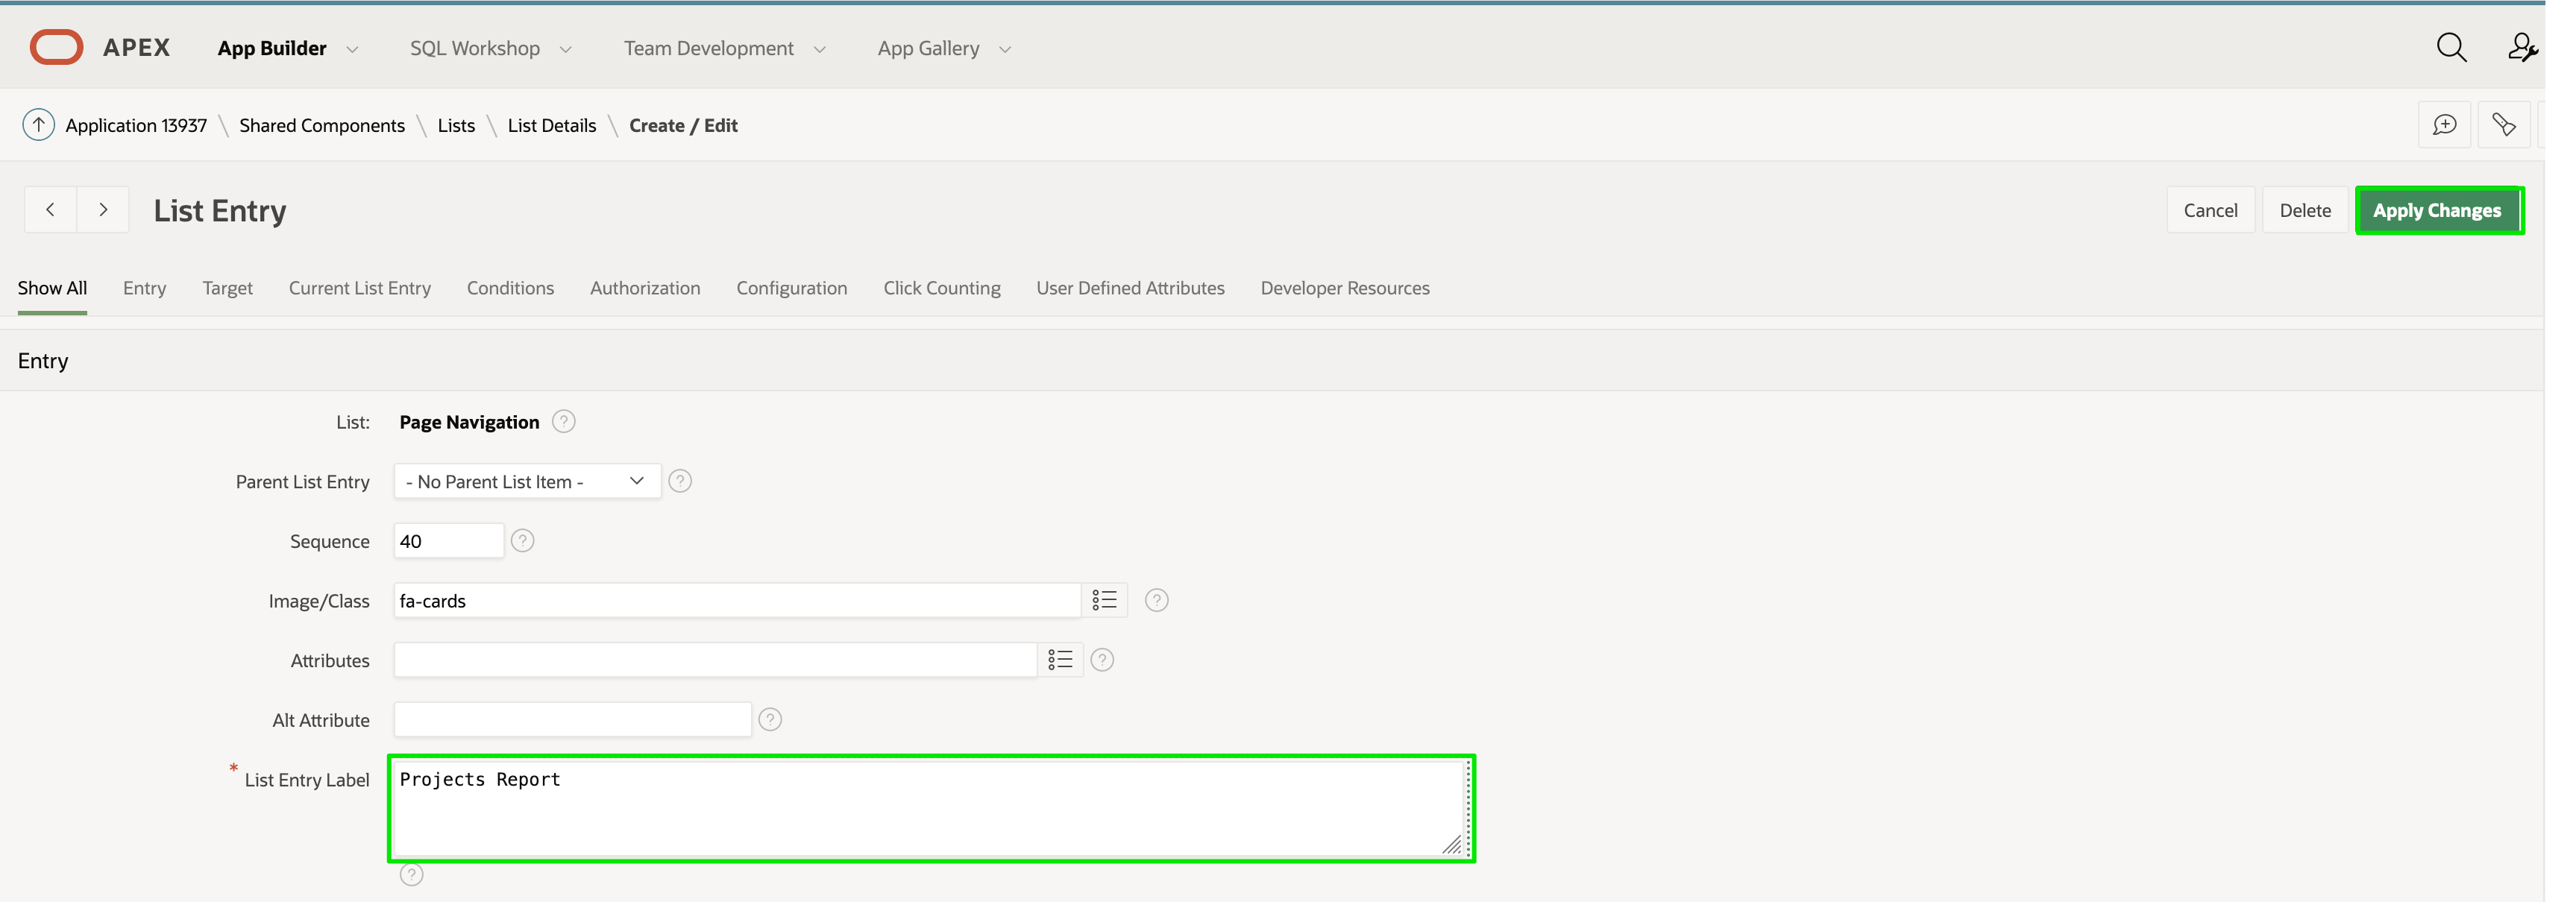 APEX App Builder SQL Workshop Team Development App Gallery
Application 13937 \ Shared Components \ Lists \ List Details \ Create / Edit
List Entry Cancel Delete Apply Changes
Show All Entry Target Current List Entry Conditions Authorization Configuration Click Counting User Defined Attributes Developer Resources
Entry
List: Page Navigation ?
Parent List Entry - No Parent List Item - ?
Sequence 40 ?
Image/Class fa-cards ?
Attributes ?
Alt Attribute ?
* List Entry Label Projects Report
?